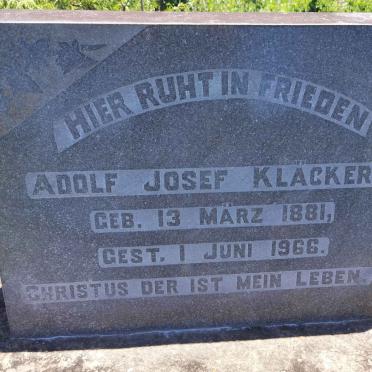 HIER RUHT IN FRIEDEN
ADOLF JOSEF KLÄCKER
GEB. 13 MÄRZ 1881,
GEST. 1 JUNI 1966.
CHRISTUS DER IST MEIN LEBEN.